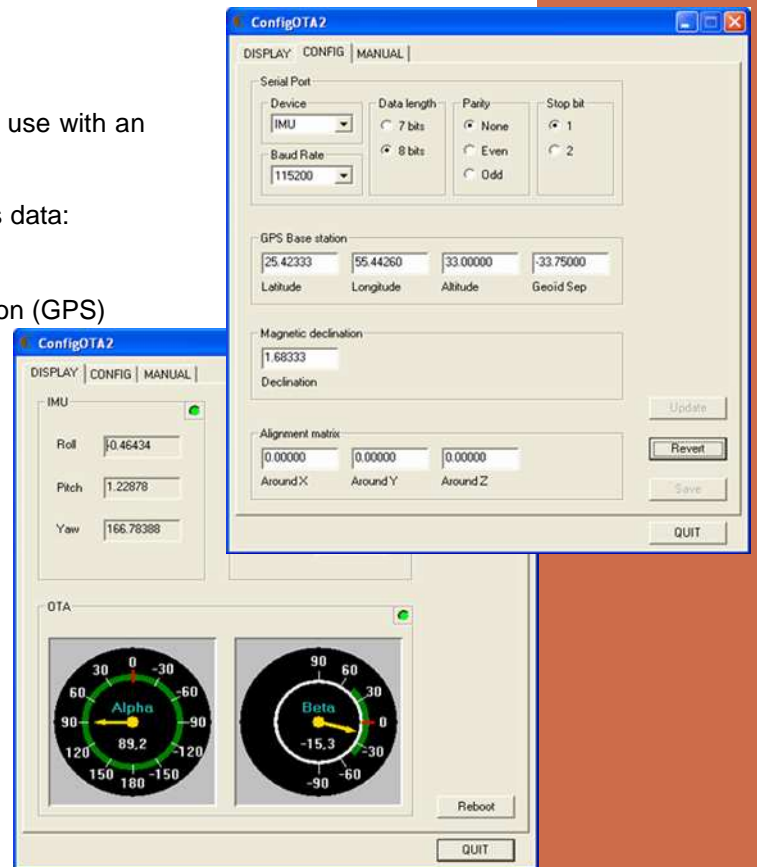 use with an
s data:
on (GPS)
ConfigOTA2
DISPLAY CONFIG MANUAL
Serial Port
Device Data length Parity Stop bit
IMU 7 bits None 1
Baud Rate 8 bits Even 2
115200 Odd
GPS Base station
25.42333 55.44260 33.00000 -33.75000
Latitude Longitude Altitude Geoid Sep
Magnetic declination
1.68333
Declination
Update
Alignment matrix
Revert
0.00000 0.00000 0.00000
Around X Around Y Around Z
Save
QUIT
ConfigOTA2
DISPLAY CONFIG MANUAL
IMU
Roll -0.46434
Pitch 1.22878
Yaw 166.78388
OTA
30 0 -30
60 -60
Alpha
90 -90
89,2
120 -120
150 180 -150
90 60
30
Beta
0
-15,3
-30
-90 -60
Reboot
QUIT